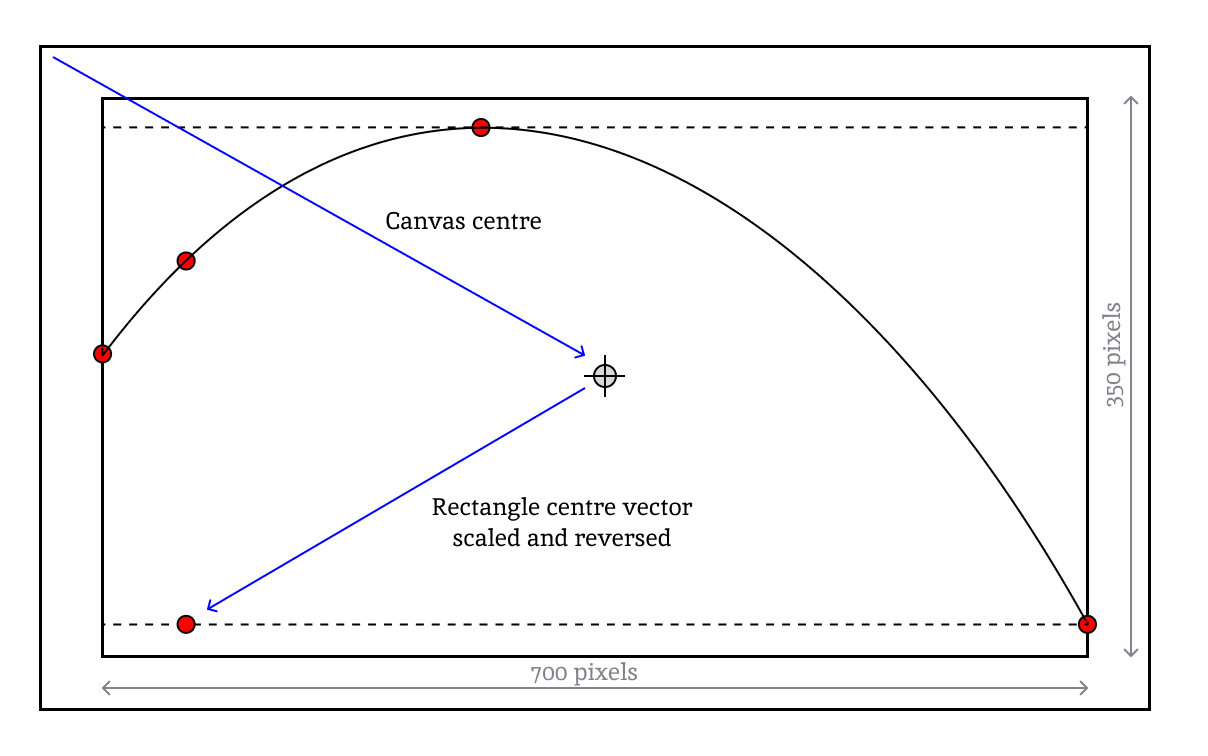 Canvas centre
350 pixels
Rectangle centre vector
scaled and reversed
700 pixels